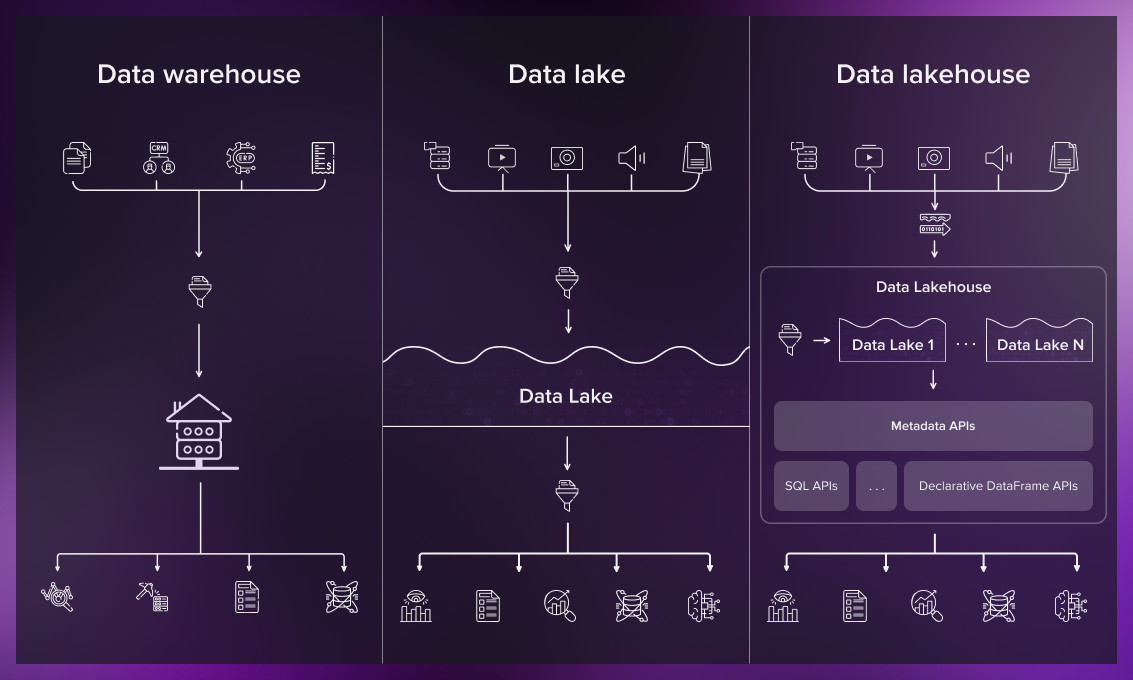 Data warehouse
CRM
ERP
$
Data lake
Data Lake
Data lakehouse
0110101
Data Lakehouse
Data Lake 1
. . .
Data Lake N
Metadata APIs
SQL APIs
. . .
Declarative DataFrame APIs